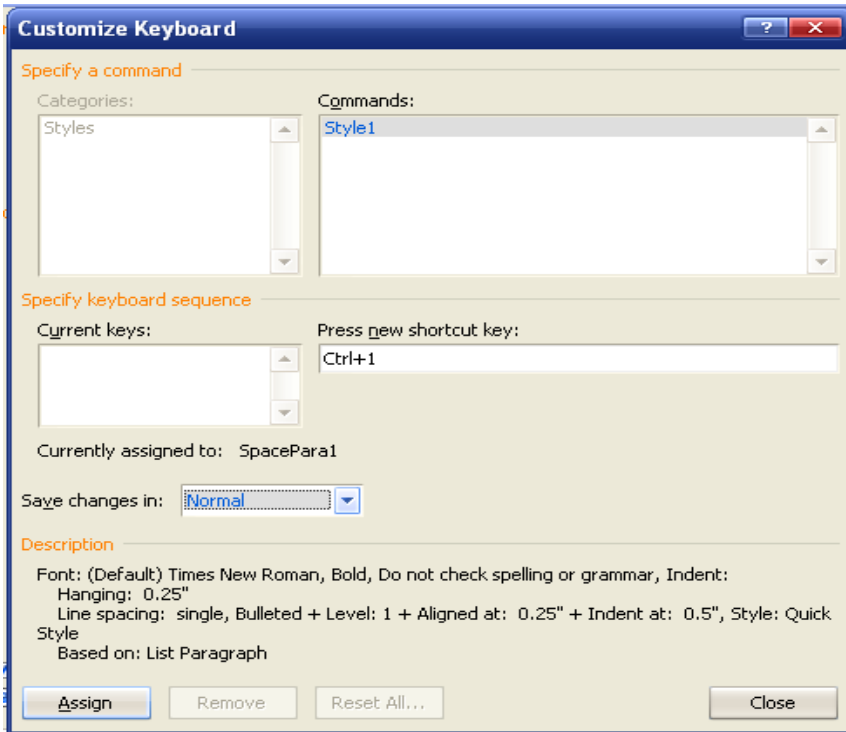 Customize Keyboard
Specify a command
Categories:
Commands:
Styles
Style1
Specify keyboard sequence
Current keys:
Press new shortcut key:
Ctrl+1
Currently assigned to: SpacePara1
Save changes in: Normal
Description
Font: (Default) Times New Roman, Bold, Do not check spelling or grammar, Indent:
Hanging: 0.25"
Line spacing: single, Bulleted + Level: 1 + Aligned at: 0.25" + Indent at: 0.5", Style: Quick
Style
Based on: List Paragraph
Assign
Remove
Reset All...
Close